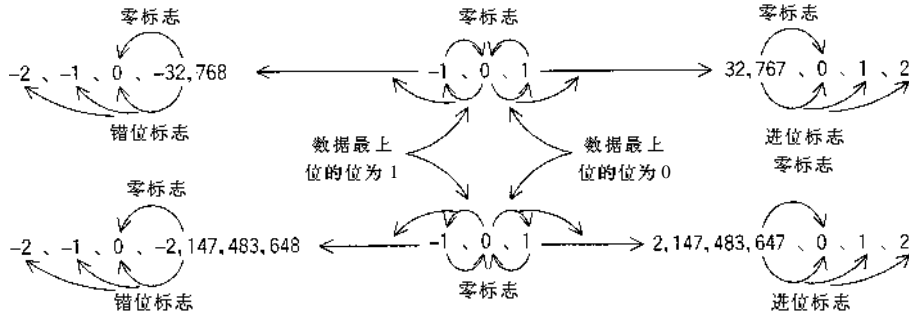 零标志 零标志 零标志
-2、-1、0、-32,768 -1、0、1 32,767、0、1、2
错位标志 进位标志
零标志
数据最上 数据最上
位的位为1 位的位为0
零标志 零标志
-2、-1、0、-2,147,483,648 -1、0、1 2,147,483,647、0、1、2
错位标志 零标志 进位标志